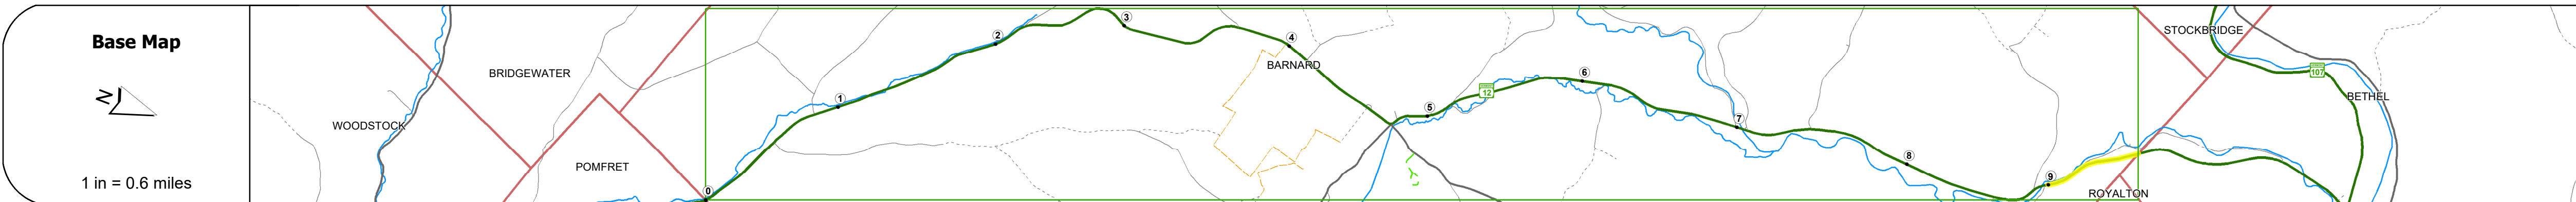 Base Map
N
1 in = 0.6 miles
WOODSTOCK
BRIDGEWATER
POMFRET
0
1
2
3
4
BARNARD
5
12
6
7
8
9
ROYALTON
STOCKBRIDGE
107
BETHEL